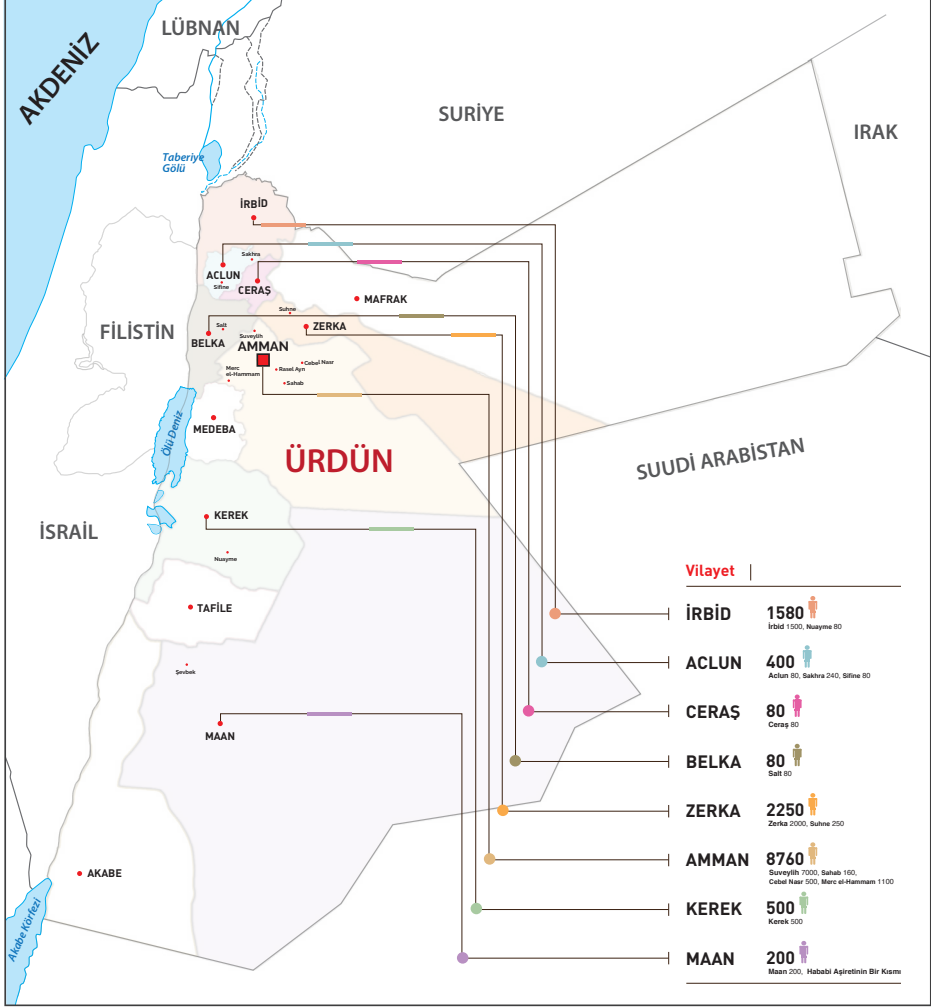 LÜBNAN
AKDENİZ
SURİYE
IRAK
Taberiye
Gölü
İRBİD
Sakhra
ACLUN
Sifine
CERAŞ
MAFRAK
Suhne
FİLİSTİN
Salt
ZERKA
BELKA
Suveylih
AMMAN
Cebel Nasr
Merc
el-Hammam
Rasel Ayn
Sahab
MEDEBA
Ölü Deniz
ÜRDÜN
SUUDİ ARABİSTAN
KEREK
İSRAİL
Nuayme
TAFİLE
Şevbek
MAAN
AKABE
Akabe Körfezi
Vilayet
İRBİD 1580
İrbid 1500, Nuayme 80
ACLUN 400
Aclun 80, Sakhra 240, Sifine 80
CERAŞ 80
Ceraş 80
BELKA 80
Salt 80
ZERKA 2250
Zerka 2000, Suhne 250
AMMAN 8760
Suveylih 7000, Sahab 160,
Cebel Nasr 500, Merc el-Hammam 1100
KEREK 500
Kerek 500
MAAN 200
Maan 200, Hababi Aşiretinin Bir Kısmı